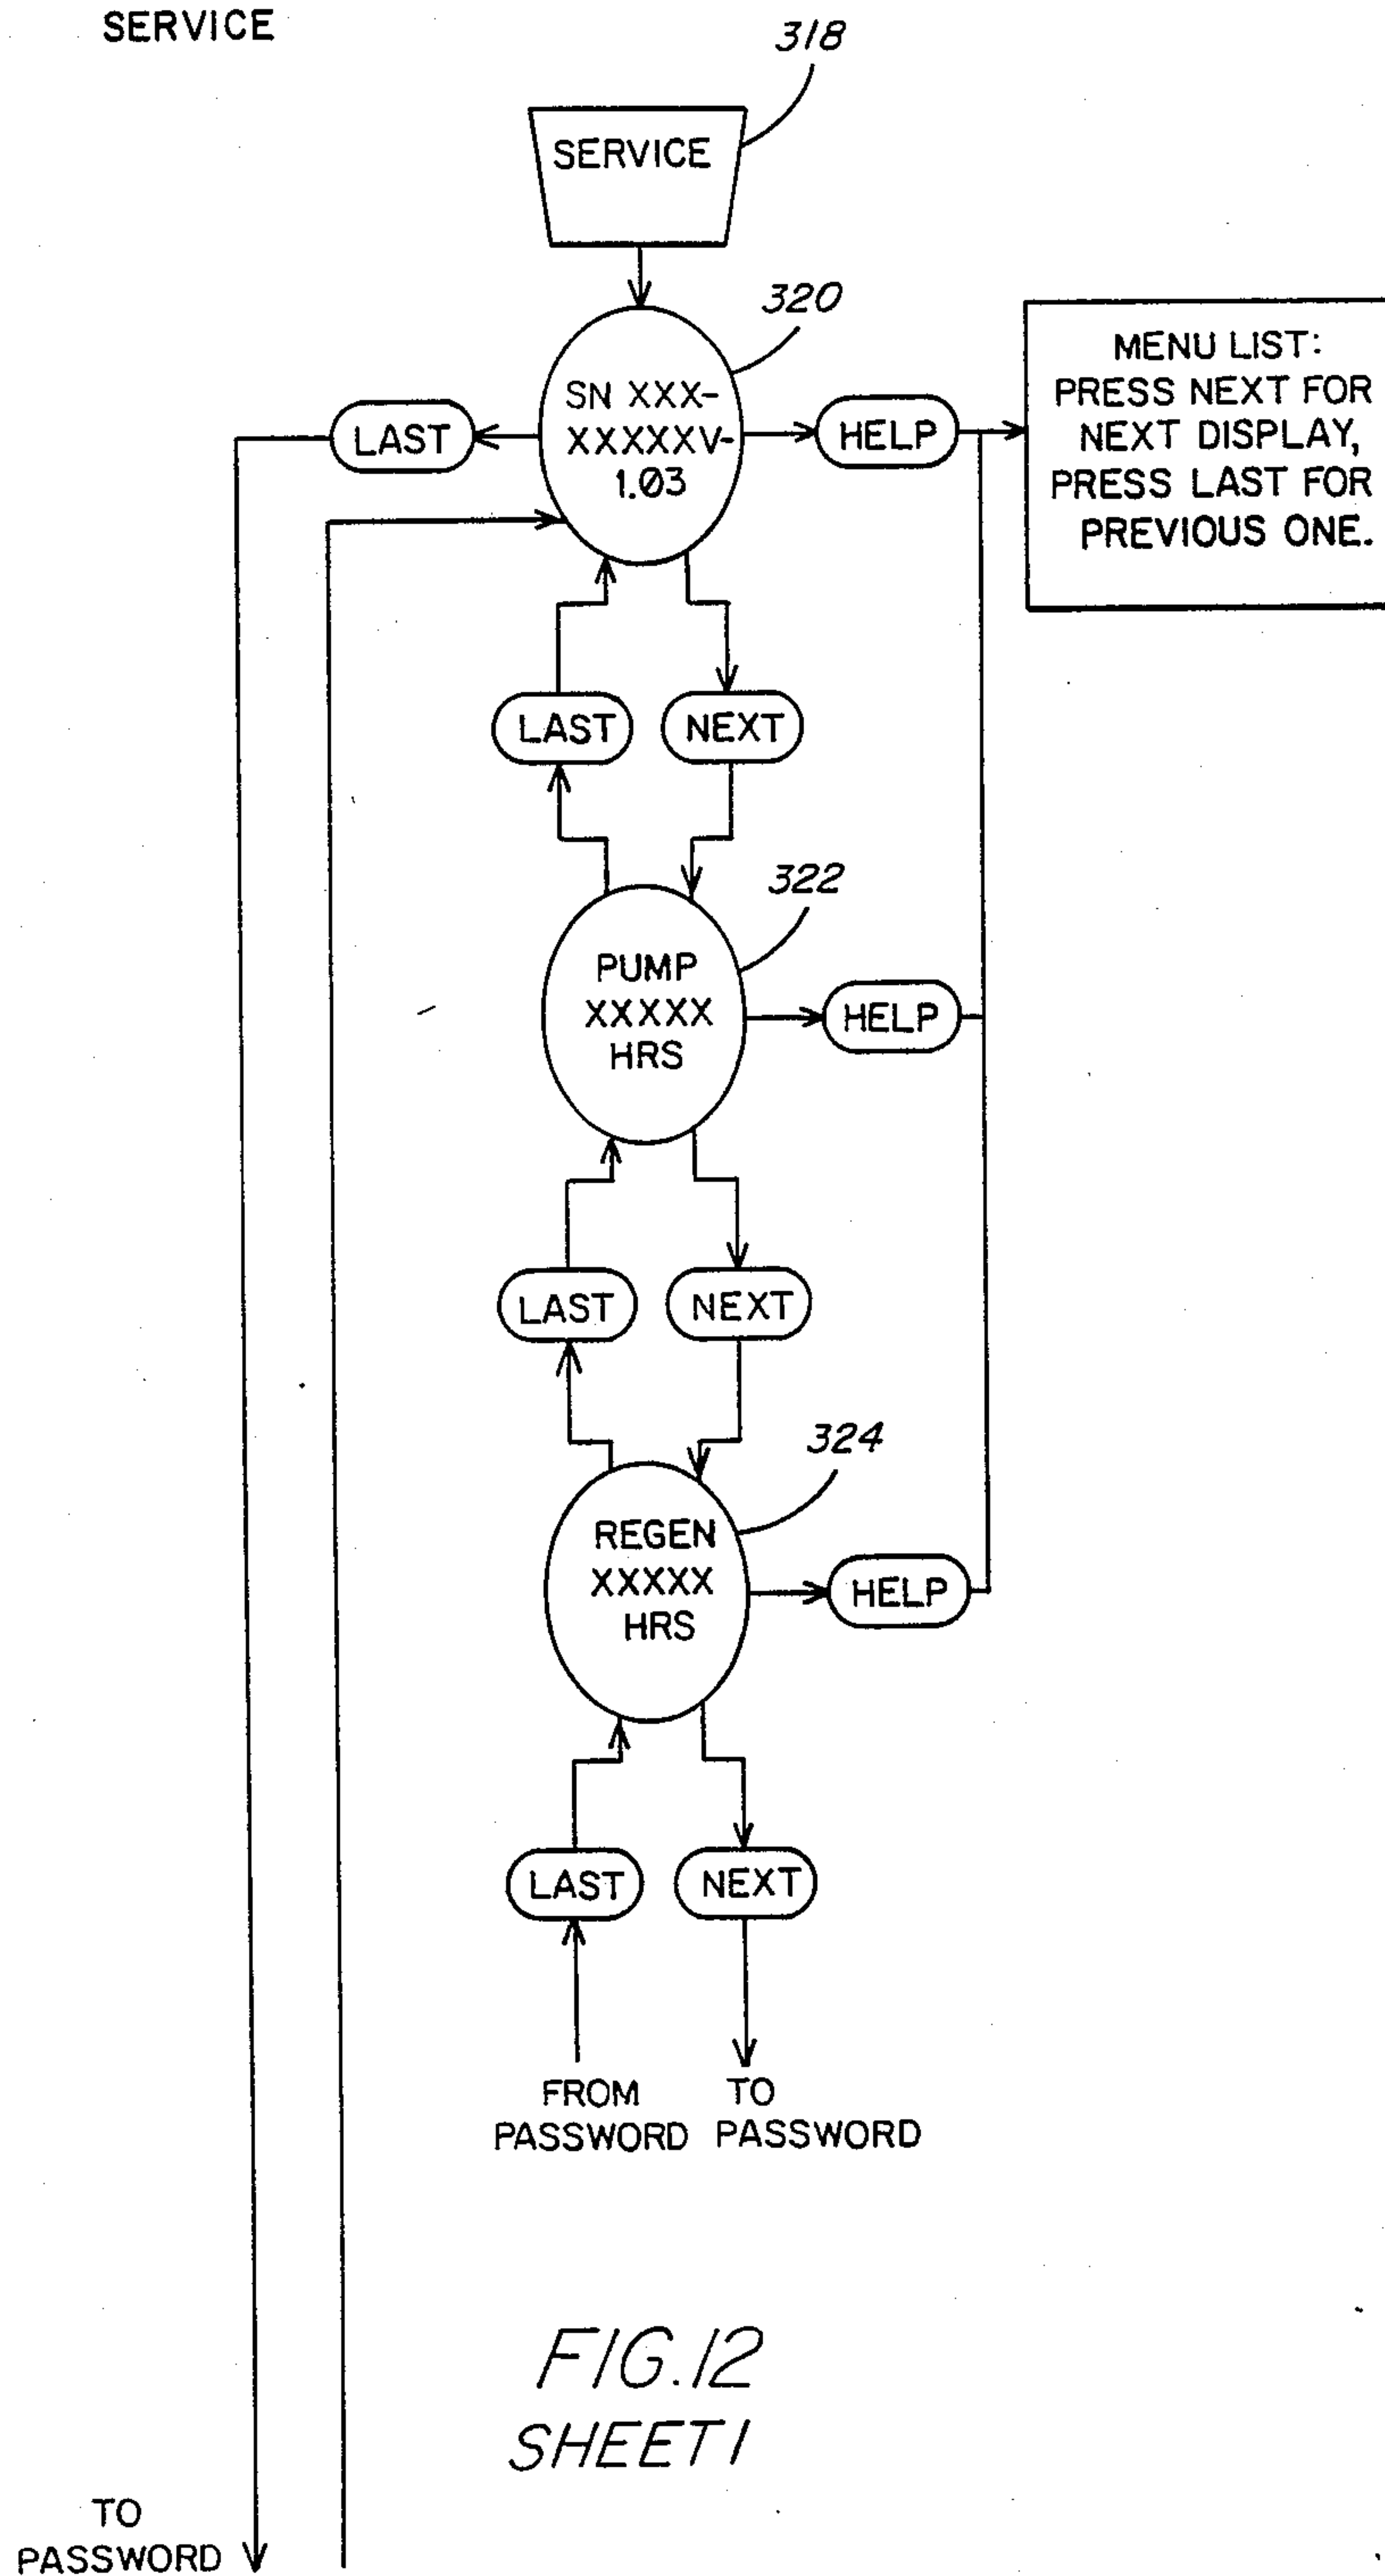 SERVICE
318
SERVICE
320
SN XXX-
XXXXXV-
1.03
LAST
HELP
MENU LIST:
PRESS NEXT FOR
NEXT DISPLAY,
PRESS LAST FOR
PREVIOUS ONE.
LAST
NEXT
322
PUMP
XXXXX
HRS
HELP
LAST
NEXT
324
REGEN
XXXXX
HRS
HELP
LAST
NEXT
FROM
PASSWORD
TO
PASSWORD
FIG.12
SHEET 1
TO
PASSWORD